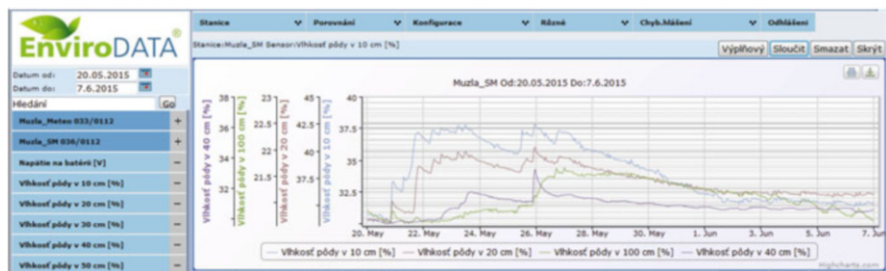 EnviroDATA
Stanice
Porovnání
Konfigurace
Různé
Chyb.hlášení
Odhlášení
Stanice:Muzla_SM Sensor:Vlhkosť pôdy v 10 cm [%]
Výplňový Sloučit Smazat Skrýt
Datum od: 20.05.2015
Datum do: 7.6.2015
Hledání Go
Muzla_Meteo 033/0112 +
Muzla_SM 036/0112 +
Napätie na batérii [V] −
Vlhkosť pôdy v 10 cm [%] −
Vlhkosť pôdy v 20 cm [%] −
Vlhkosť pôdy v 30 cm [%] −
Vlhkosť pôdy v 40 cm [%] −
Vlhkosť pôdy v 50 cm [%] −
Muzla_SM Od:20.05.2015 Do:7.6.2015
Vlhkosť pôdy v 40 cm [%]
38
36
34
32
Vlhkosť pôdy v 100 cm [%]
23
22.5
22
21.5
Vlhkosť pôdy v 20 cm [%]
45
42.5
40
37.5
Vlhkosť pôdy v 10 cm [%]
40
37.5
35
32.5
20. May 22. May 24. May 26. May 28. May 30. May 1. Jun 3. Jun 5. Jun 7. Jun
Vlhkosť pôdy v 10 cm [%] Vlhkosť pôdy v 20 cm [%] Vlhkosť pôdy v 100 cm [%] Vlhkosť pôdy v 40 cm [%]
Highcharts.com